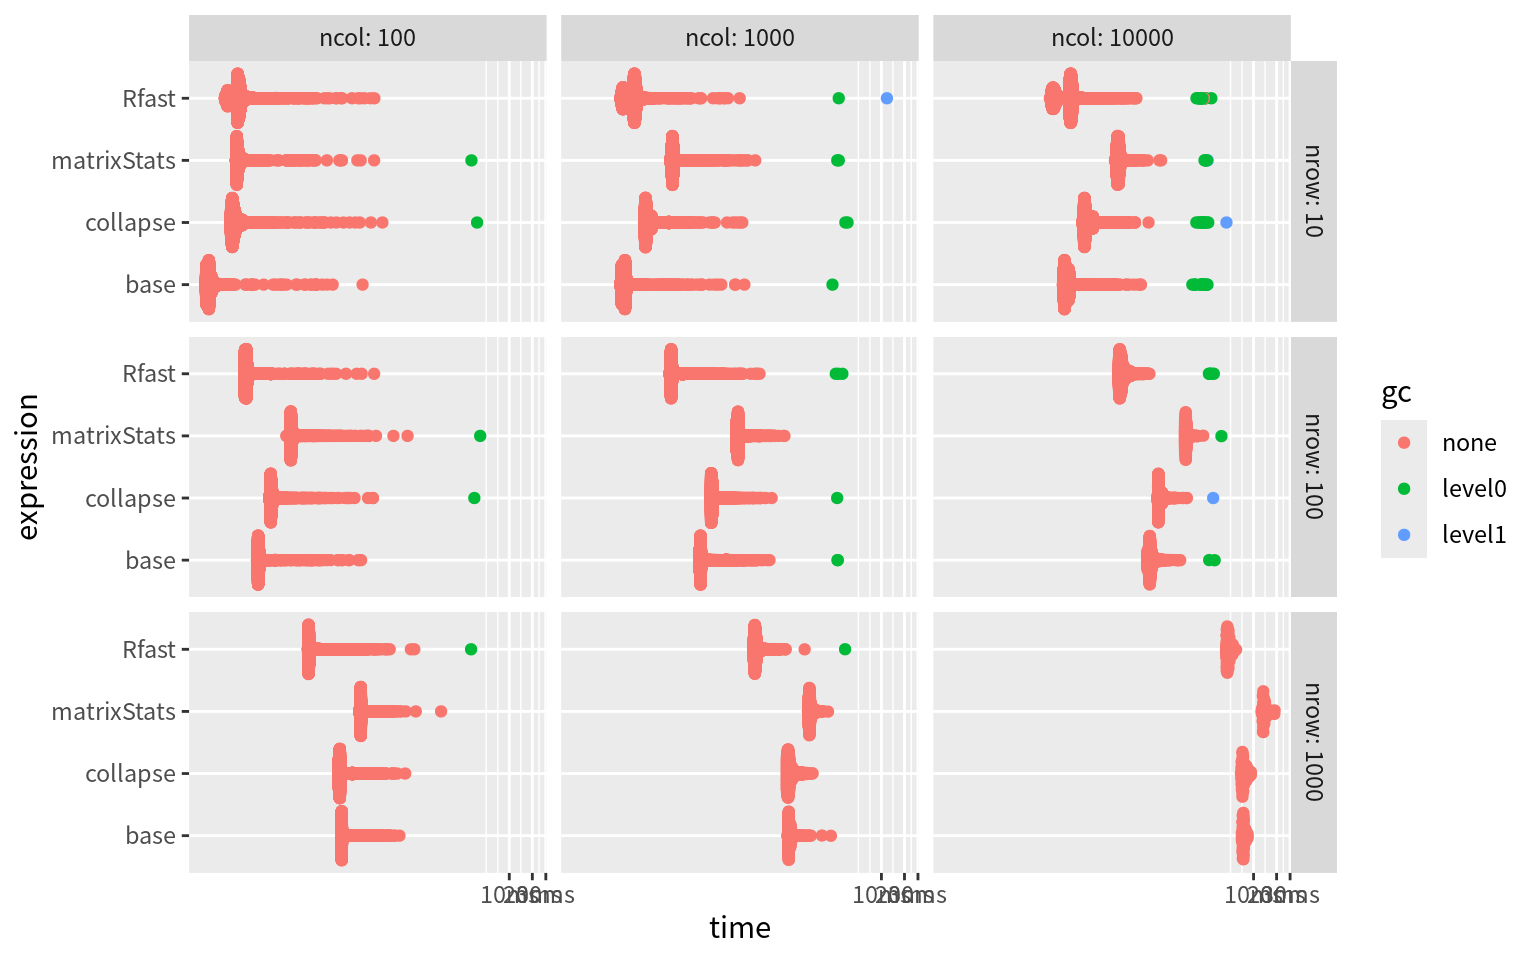 ncol: 100 ncol: 1000 ncol: 10000
Rfast
matrixStats
collapse
base
nrow: 10
Rfast
matrixStats
collapse
base
nrow: 100
Rfast
matrixStats
collapse
base
nrow: 1000
expression
time
gc
none
level0
level1